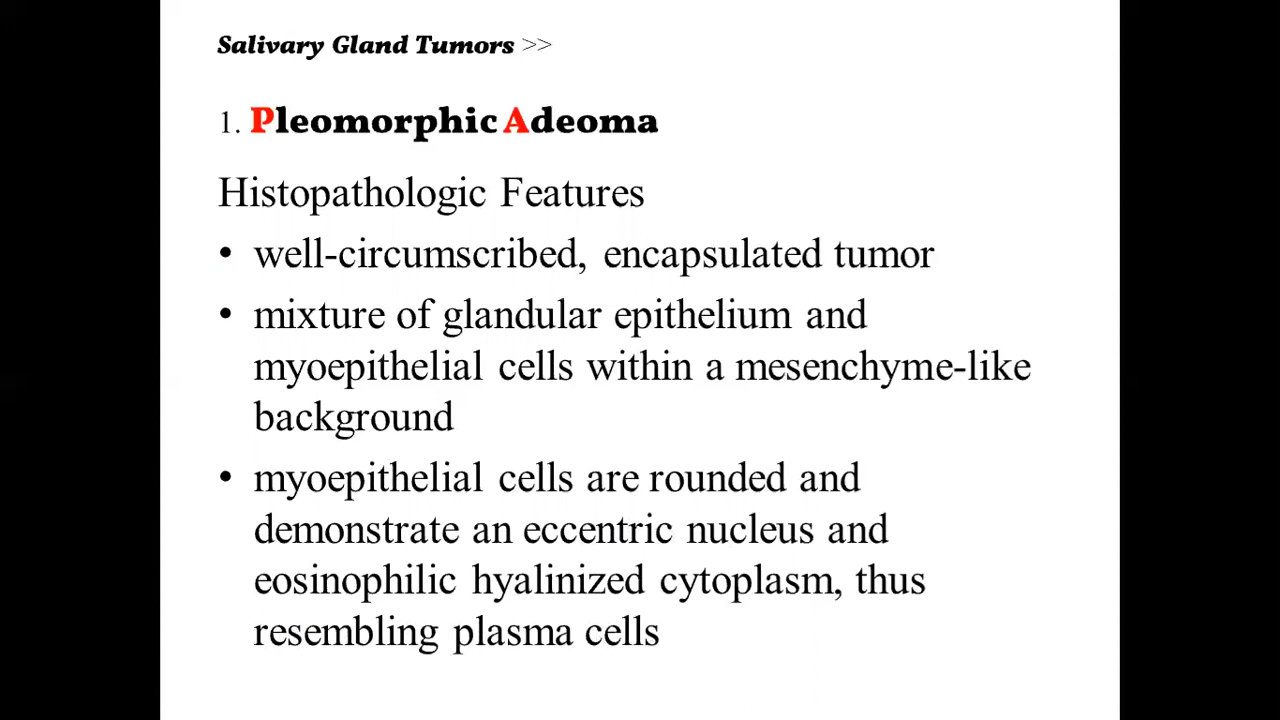 Salivary Gland Tumors >>
1. Pleomorphic Adeoma
Histopathologic Features
• well-circumscribed, encapsulated tumor
• mixture of glandular epithelium and
myoepithelial cells within a mesenchyme-like
background
• myoepithelial cells are rounded and
demonstrate an eccentric nucleus and
eosinophilic hyalinized cytoplasm, thus
resembling plasma cells